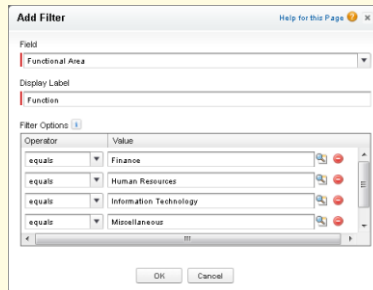 Add Filter
Help for this Page ?
Field
Functional Area
Display Label
Function
Filter Options i
Operator Value
equals Finance
equals Human Resources
equals Information Technology
equals Miscellaneous
OK Cancel